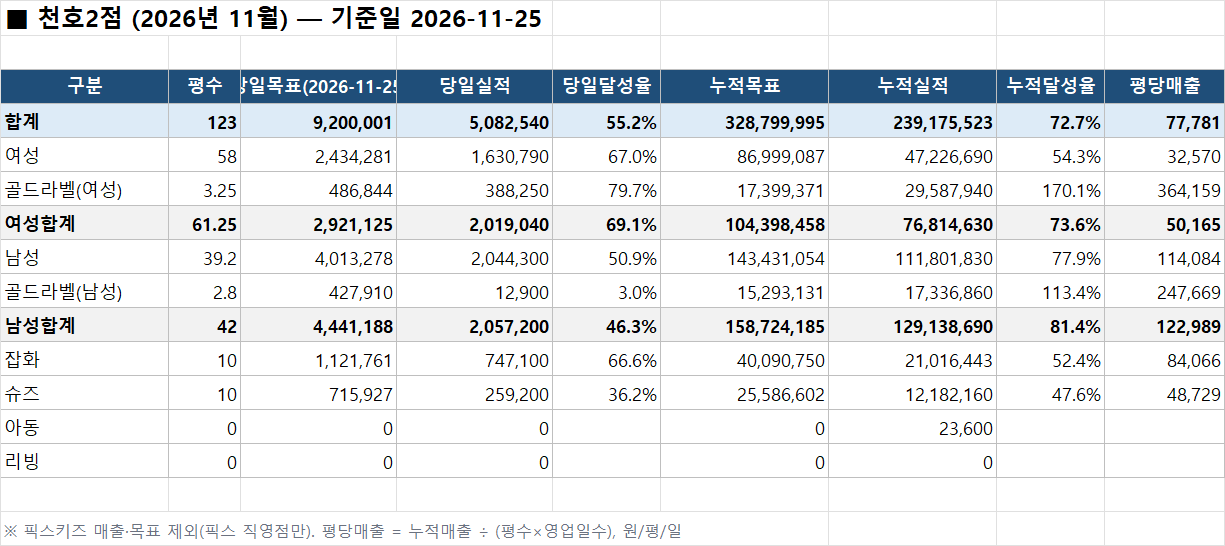 ■ 천호2점 (2026년 11월) — 기준일 2026-11-25
구분 평수 당일목표(2026-11-25 당일실적 당일달성율 누적목표 누적실적 누적달성율 평당매출
합계 123 9,200,001 5,082,540 55.2% 328,799,995 239,175,523 72.7% 77,781
여성 58 2,434,281 1,630,790 67.0% 86,999,087 47,226,690 54.3% 32,570
골드라벨(여성) 3.25 486,844 388,250 79.7% 17,399,371 29,587,940 170.1% 364,159
여성합계 61.25 2,921,125 2,019,040 69.1% 104,398,458 76,814,630 73.6% 50,165
남성 39.2 4,013,278 2,044,300 50.9% 143,431,054 111,801,830 77.9% 114,084
골드라벨(남성) 2.8 427,910 12,900 3.0% 15,293,131 17,336,860 113.4% 247,669
남성합계 42 4,441,188 2,057,200 46.3% 158,724,185 129,138,690 81.4% 122,989
잡화 10 1,121,761 747,100 66.6% 40,090,750 21,016,443 52.4% 84,066
슈즈 10 715,927 259,200 36.2% 25,586,602 12,182,160 47.6% 48,729
아동 0 0 0 0 23,600
리빙 0 0 0 0 0
※ 픽스키즈 매출·목표 제외(픽스 직영점만). 평당매출 = 누적매출 ÷ (평수×영업일수), 원/평/일